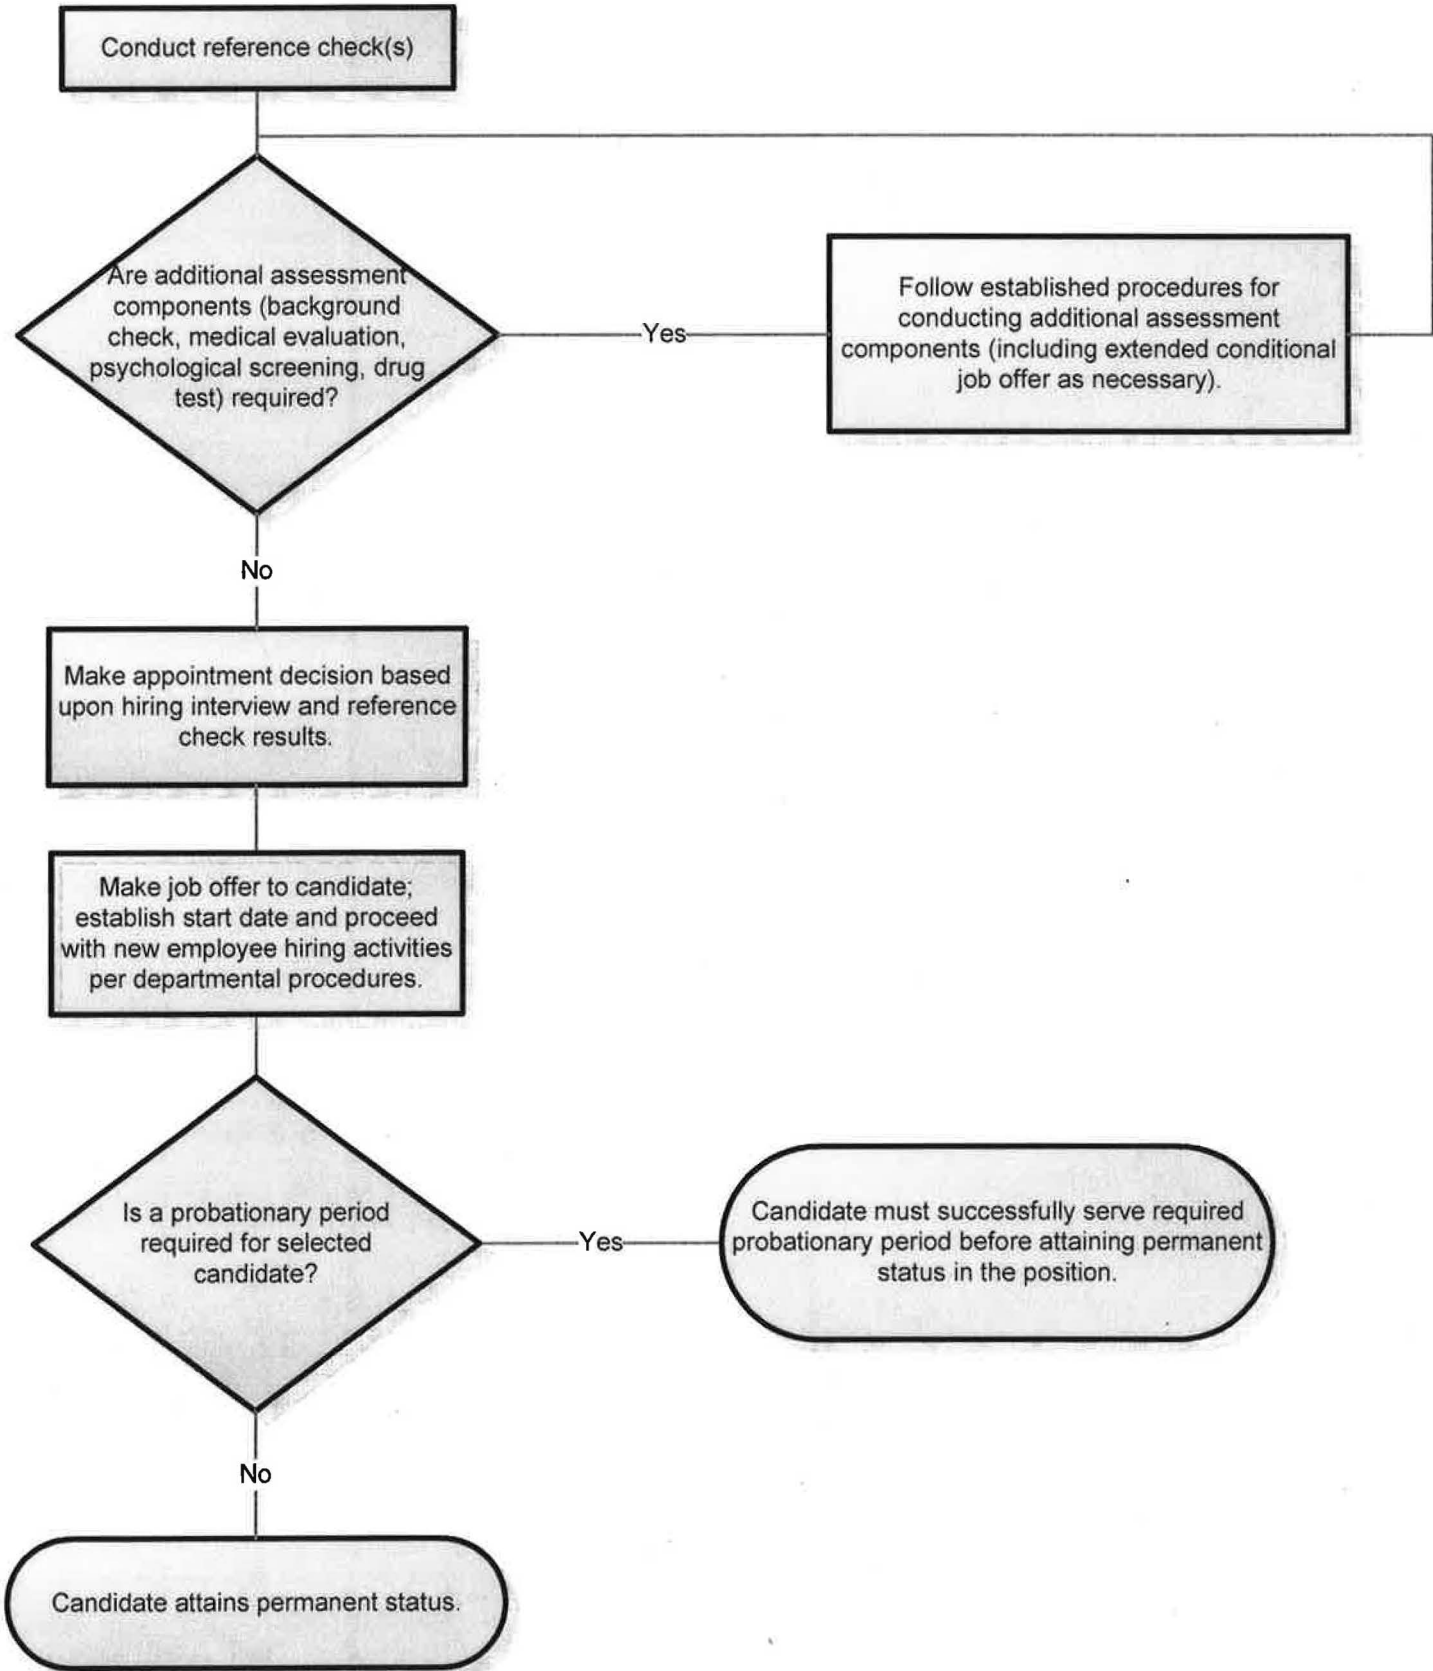 Conduct reference check(s)
Are additional assessment
components (background
check, medical evaluation,
psychological screening, drug
test) required?
Yes
Follow established procedures for
conducting additional assessment
components (including extended conditional
job offer as necessary).
No
Make appointment decision based
upon hiring interview and reference
check results.
Make job offer to candidate;
establish start date and proceed
with new employee hiring activities
per departmental procedures.
Is a probationary period
required for selected
candidate?
Yes
Candidate must successfully serve required
probationary period before attaining permanent
status in the position.
No
Candidate attains permanent status.